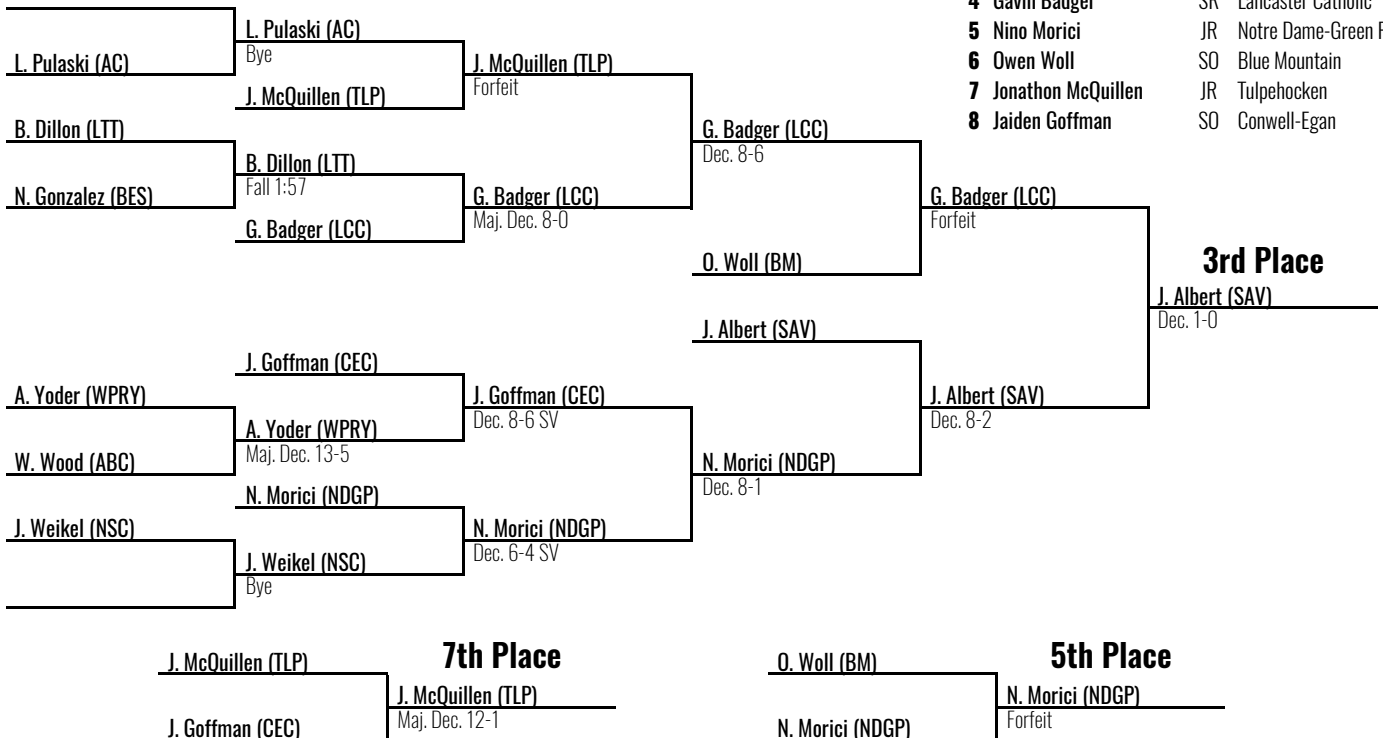 4 Gavin Badger SR Lancaster Catholic
5 Nino Morici JR Notre Dame-Green
6 Owen Woll SO Blue Mountain
7 Jonathon McQuillen JR Tulpehocken
8 Jaiden Goffman SO Conwell-Egan
L. Pulaski (AC)
L. Pulaski (AC)
Bye
J. McQuillen (TLP)
J. McQuillen (TLP)
Forfeit
B. Dillon (LTT)
N. Gonzalez (BES)
B. Dillon (LTT)
Fall 1:57
G. Badger (LCC)
G. Badger (LCC)
Maj. Dec. 8-0
G. Badger (LCC)
Dec. 8-6
O. Woll (BM)
G. Badger (LCC)
Forfeit
3rd Place
J. Albert (SAV)
Dec. 1-0
J. Albert (SAV)
J. Albert (SAV)
Dec. 8-2
J. Goffman (CEC)
A. Yoder (WPRY)
W. Wood (ABC)
A. Yoder (WPRY)
Maj. Dec. 13-5
J. Goffman (CEC)
Dec. 8-6 SV
N. Morici (NDGP)
Dec. 8-1
N. Morici (NDGP)
J. Weikel (NSC)
J. Weikel (NSC)
Bye
N. Morici (NDGP)
Dec. 6-4 SV
7th Place
J. McQuillen (TLP)
J. Goffman (CEC)
J. McQuillen (TLP)
Maj. Dec. 12-1
5th Place
O. Woll (BM)
N. Morici (NDGP)
N. Morici (NDGP)
Forfeit